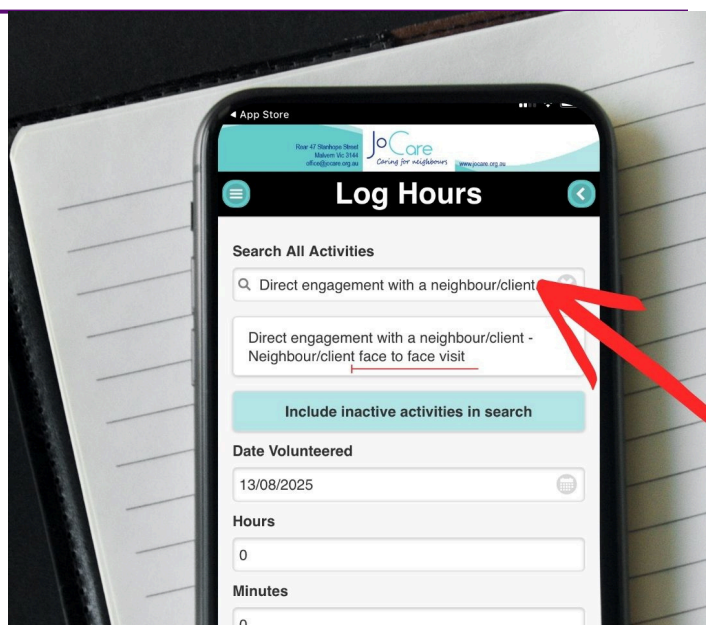 App Store
Rear 47 Stanhope Street
Malvern Vic 3144
office@jocare.org.au
JoCare
Caring for neighbours
www.jocare.org.au
Log Hours
Search All Activities
Direct engagement with a neighbour/client
Direct engagement with a neighbour/client -
Neighbour/client face to face visit
Include inactive activities in search
Date Volunteered
13/08/2025
Hours
0
Minutes
0